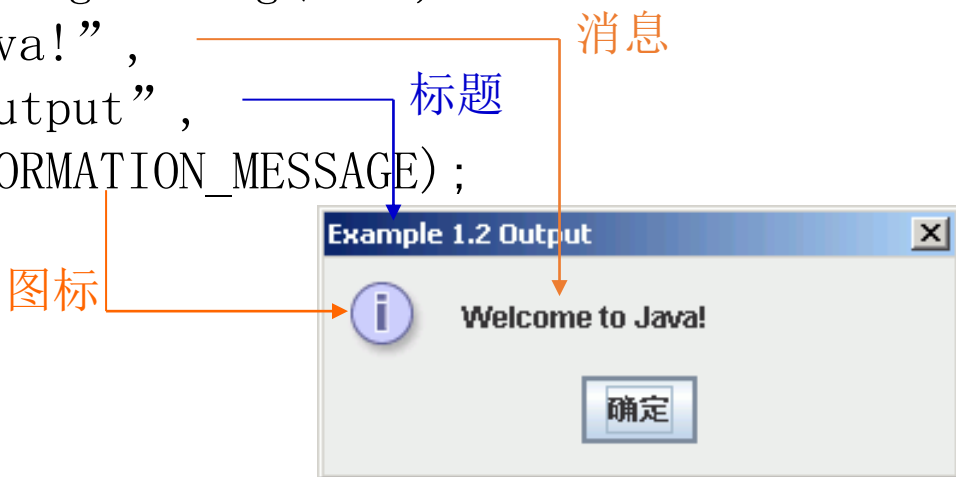 消息
va!”,
标题
utput”,
ORMATION_MESSAGE);
Example 1.2 Output
图标
i
Welcome to Java!
确定